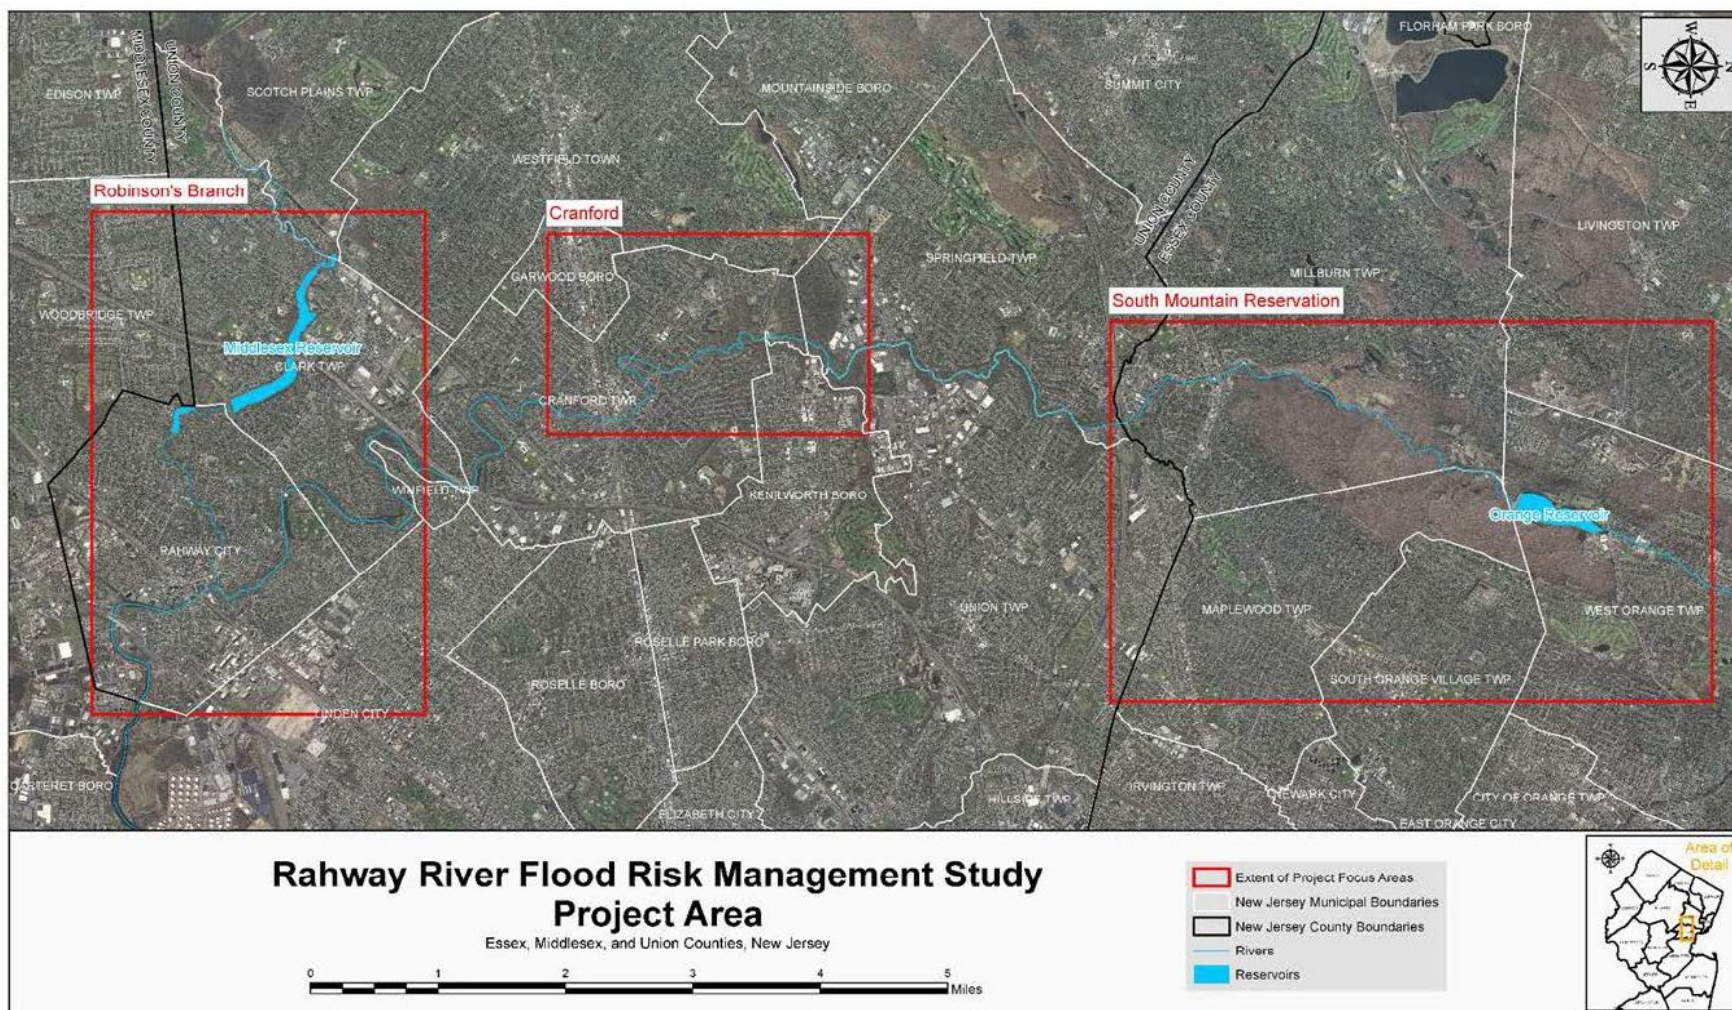 FLORHAM PARK BORO
W
N
S
E
MIDDLESEX COUNTY
UNION COUNTY
EDISON TWP
SCOTCH PLAINS TWP
MOUNTAINSIDE BORO
SUMMIT CITY
WESTFIELD TOWN
Robinson's Branch
Cranford
UNION COUNTY
ESSEX COUNTY
LIVINGSTON TWP
SPRINGFIELD TWP
GARWOOD BORO
MILLBURN TWP
South Mountain Reservation
WOODBRIDGE TWP
Middlesex Reservoir
CLARK TWP
CRANFORD TWP
WINFIELD TWP
KENILWORTH BORO
Orange Reservoir
RAHWAY CITY
UNION TWP
MAPLEWOOD TWP
WEST ORANGE TWP
ROSELLE PARK BORO
ROSELLE BORO
SOUTH ORANGE VILLAGE TWP
LINDEN CITY
CARTERET BORO
ELIZABETH CITY
HILLSIDE TWP
IRVINGTON TWP
NEWARK CITY
CITY OF ORANGE TWP
EAST ORANGE CITY
Rahway River Flood Risk Management Study
Project Area
Essex, Middlesex, and Union Counties, New Jersey
0 1 2 3 4 5
Miles
Extent of Project Focus Areas
New Jersey Municipal Boundaries
New Jersey County Boundaries
Rivers
Reservoirs
Area of
Detail